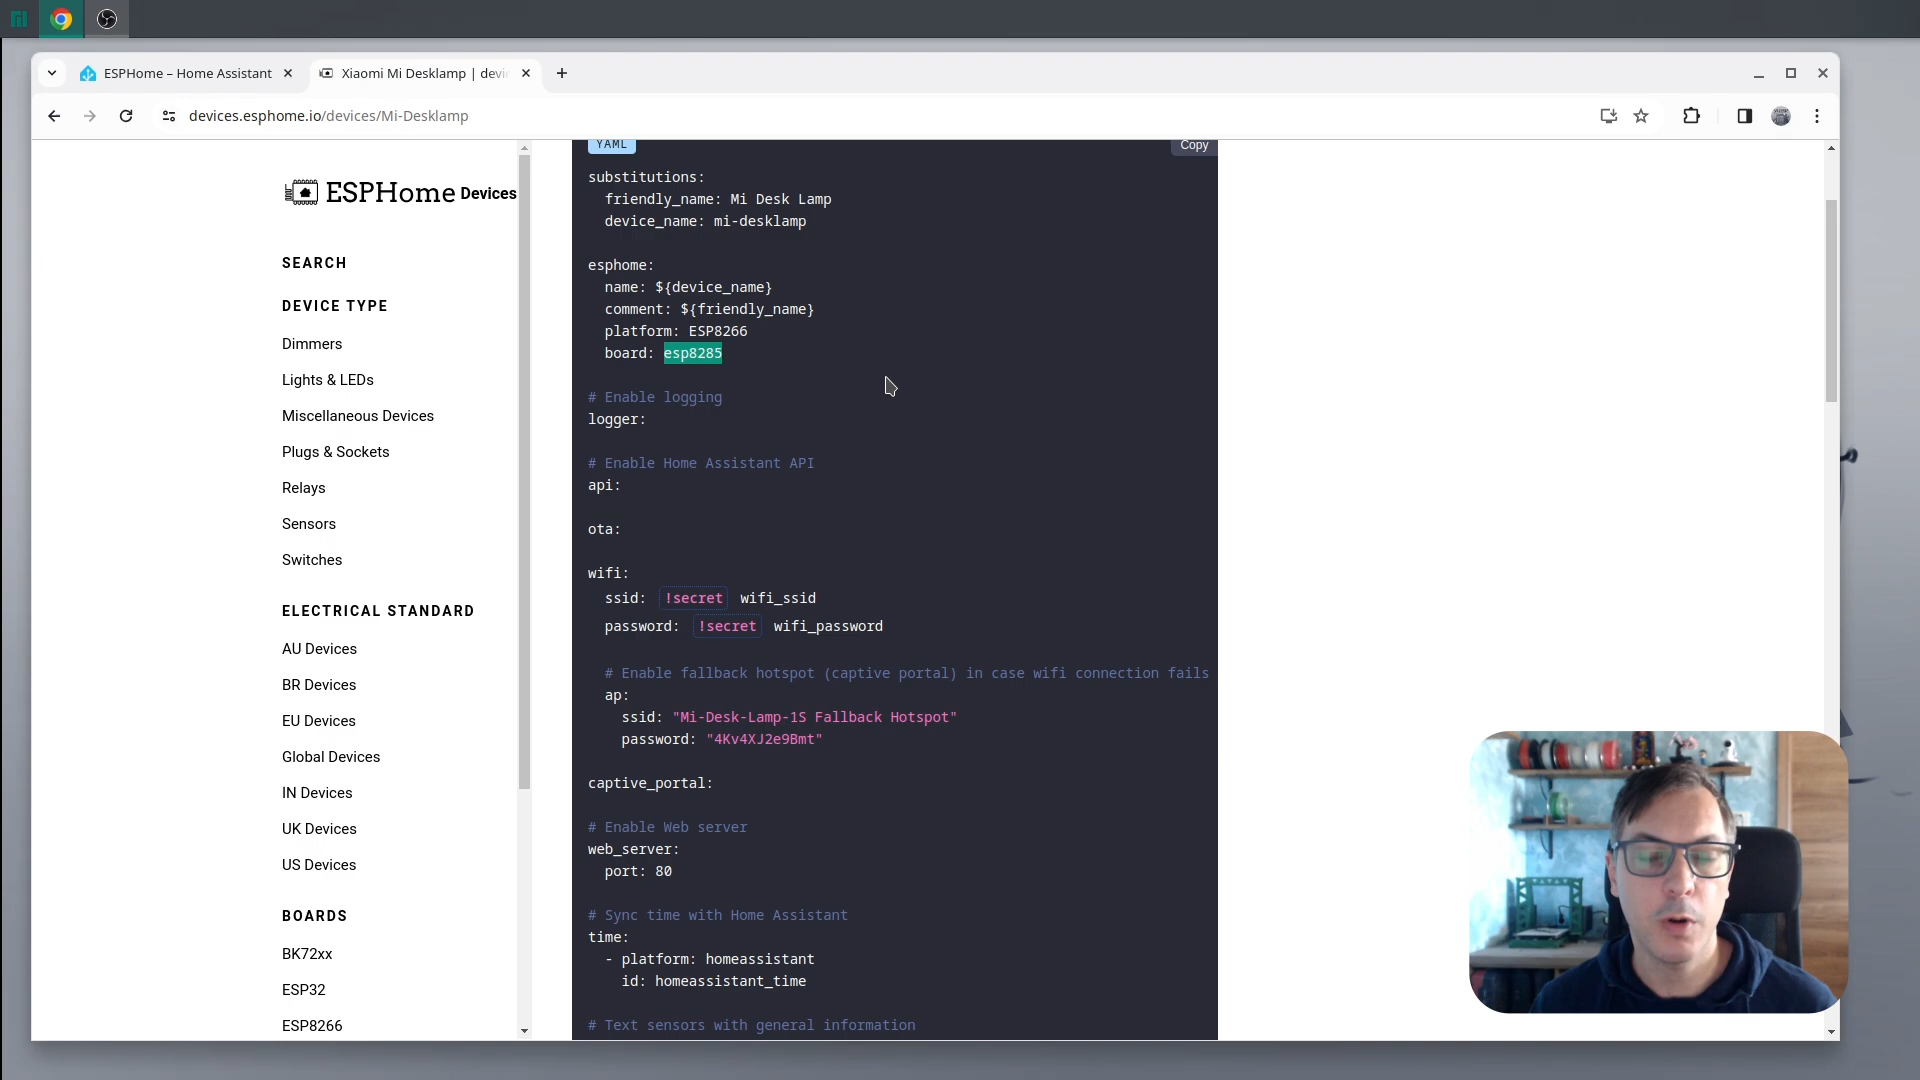 ESPHome – Home Assistant
Xiaomi Mi Desklamp | devi
devices.esphome.io/devices/Mi-Desklamp
ESPHome Devices
SEARCH
DEVICE TYPE
Dimmers
Lights & LEDs
Miscellaneous Devices
Plugs & Sockets
Relays
Sensors
Switches
ELECTRICAL STANDARD
AU Devices
BR Devices
EU Devices
Global Devices
IN Devices
UK Devices
US Devices
BOARDS
BK72xx
ESP32
ESP8266
YAML
Copy
substitutions:
friendly_name: Mi Desk Lamp
device_name: mi-desklamp
esphome:
name: ${device_name}
comment: ${friendly_name}
platform: ESP8266
board: esp8285
# Enable logging
logger:
# Enable Home Assistant API
api:
ota:
wifi:
ssid: !secret wifi_ssid
password: !secret wifi_password
# Enable fallback hotspot (captive portal) in case wifi connection fails
ap:
ssid: "Mi-Desk-Lamp-1S Fallback Hotspot"
password: "4Kv4XJ2e9Bmt"
captive_portal:
# Enable Web server
web_server:
port: 80
# Sync time with Home Assistant
time:
- platform: homeassistant
id: homeassistant_time
# Text sensors with general information